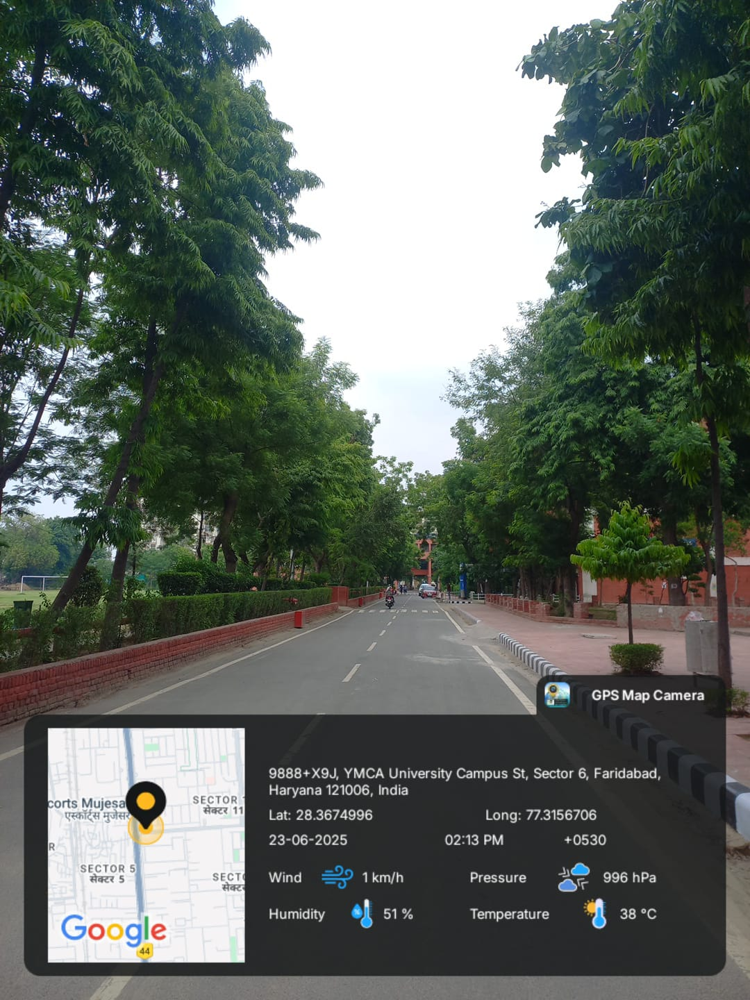 GPS Map Camera
9888+X9J, YMCA University Campus St, Sector 6, Faridabad,
Haryana 121006, India
Lat: 28.3674996 Long: 77.3156706
23-06-2025 02:13 PM +0530
Wind 1 km/h Pressure 996 hPa
Humidity % 51 % Temperature 38 °C
corts Mujesa
एस्कॉर्ट्स मुजेसर
SECTOR 1
सेक्टर 11
R
SECTOR 5
सेक्टर 5
SECTO
सेक्ट
Google
44